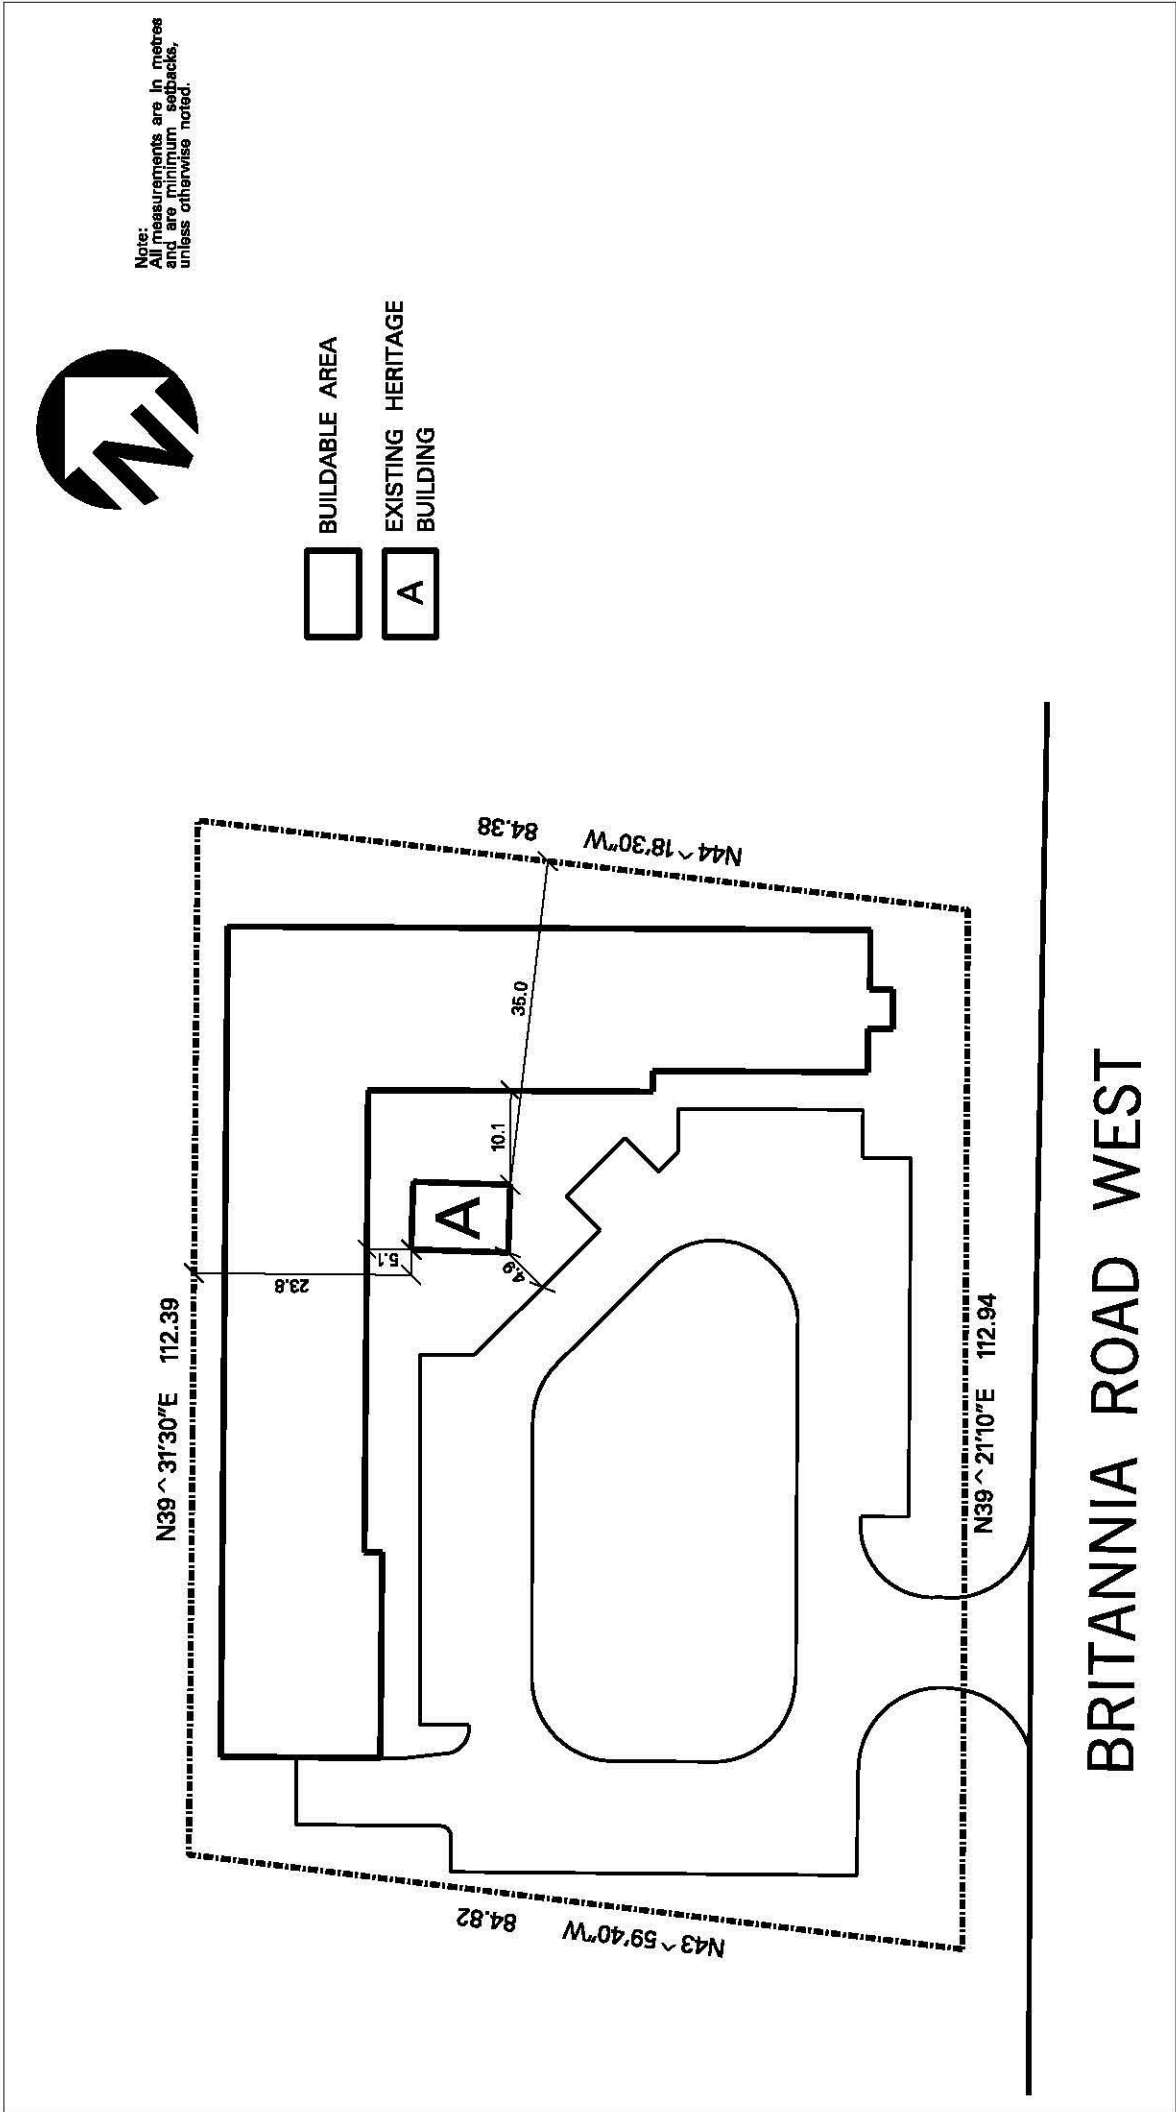 Note:
All measurements are in metres
and are minimum setbacks,
unless otherwise noted.
N
BUILDABLE AREA
A
EXISTING HERITAGE
BUILDING
N39^31'30"E 112.39
84.38
N44^18'30"W
35.0
10.1
A
5.1
23.8
4.9
84.82
N43^59'40"W
N39^21'10"E 112.94
BRITANNIA ROAD WEST